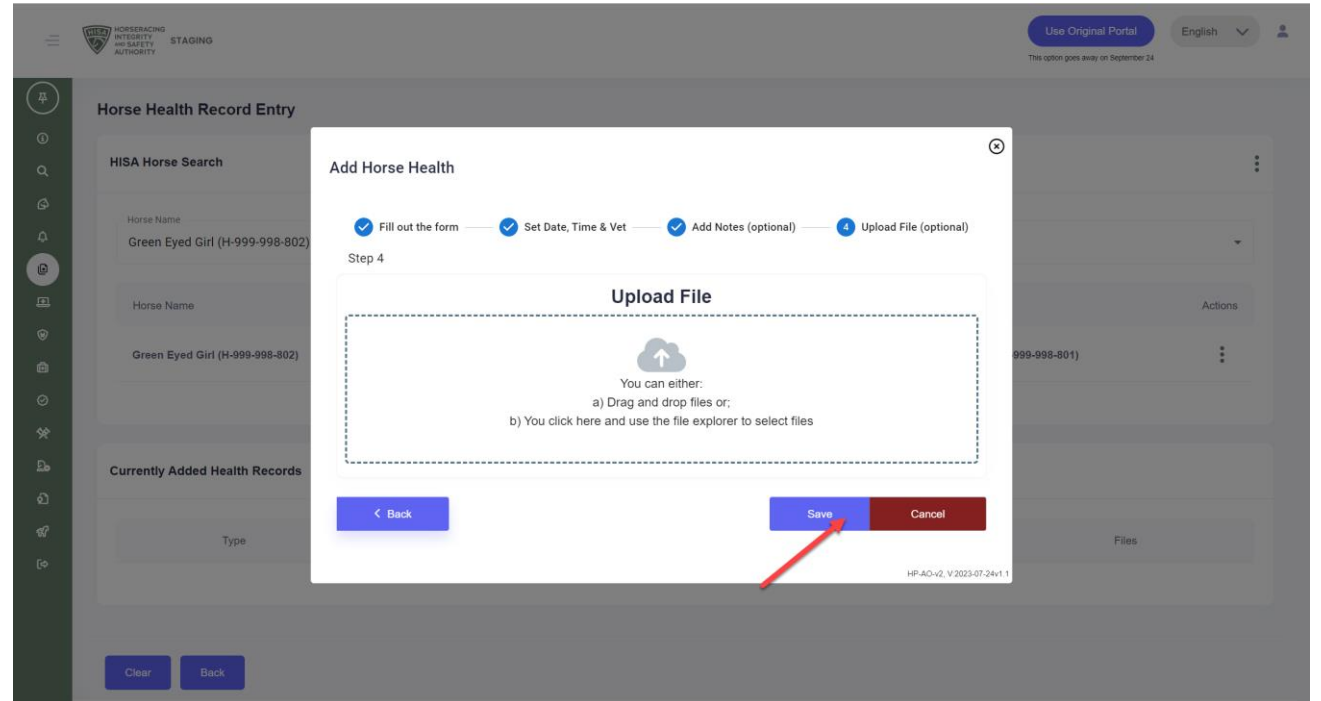 HORSERACING
INTEGRITY
AND SAFETY
AUTHORITY
HISA
STAGING
Use Original Portal
This option goes away on September 24
English
Horse Health Record Entry
HISA Horse Search
Horse Name
Green Eyed Girl (H-999-998-802)
Horse Name
Actions
Green Eyed Girl (H-999-998-802)
999-998-801)
Currently Added Health Records
Type
Files
Clear
Back
Add Horse Health
Fill out the form
Set Date, Time & Vet
Add Notes (optional)
4 Upload File (optional)
Step 4
Upload File
You can either:
a) Drag and drop files or;
b) You click here and use the file explorer to select files
< Back
Save
Cancel
HP-AO-v2, V:2023-07-24v1.1